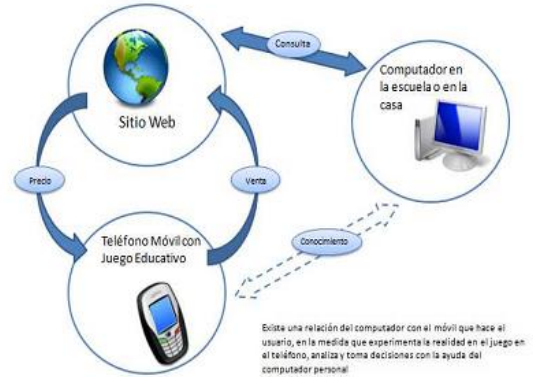 Consulta
Sitio Web
Computador en
la escuela o en la
casa
Precio
Venta
Teléfono Móvil con
Juego Educativo
Conocimiento
Existe una relación del computador con el móvil que hace el
usuario, en la medida que experimenta la realidad en el juego en
el teléfono, analiza y toma decisiones con la ayuda del
computador personal